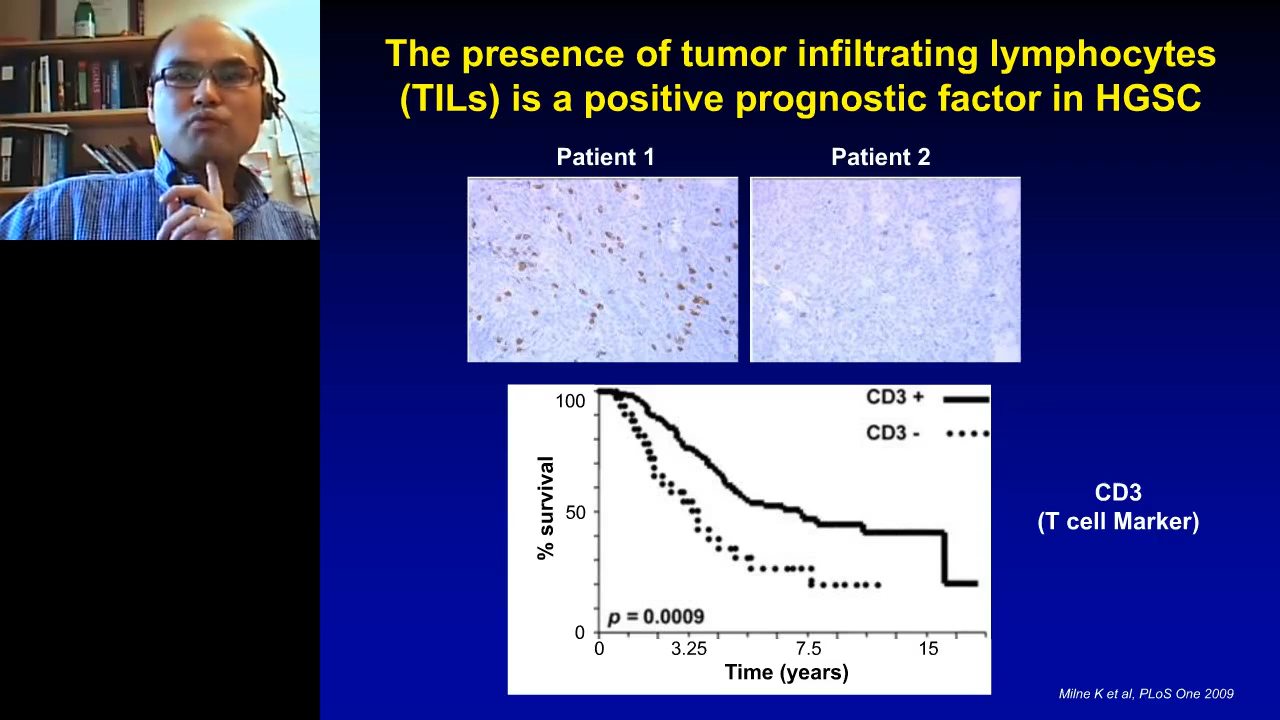 The presence of tumor infiltrating lymphocytes
(TILs) is a positive prognostic factor in HGSC
Patient 1
Patient 2
100
50
0
% survival
CD3 +
CD3 -
p = 0.0009
0
3.25
7.5
15
Time (years)
CD3
(T cell Marker)
Milne K et al, PLoS One 2009